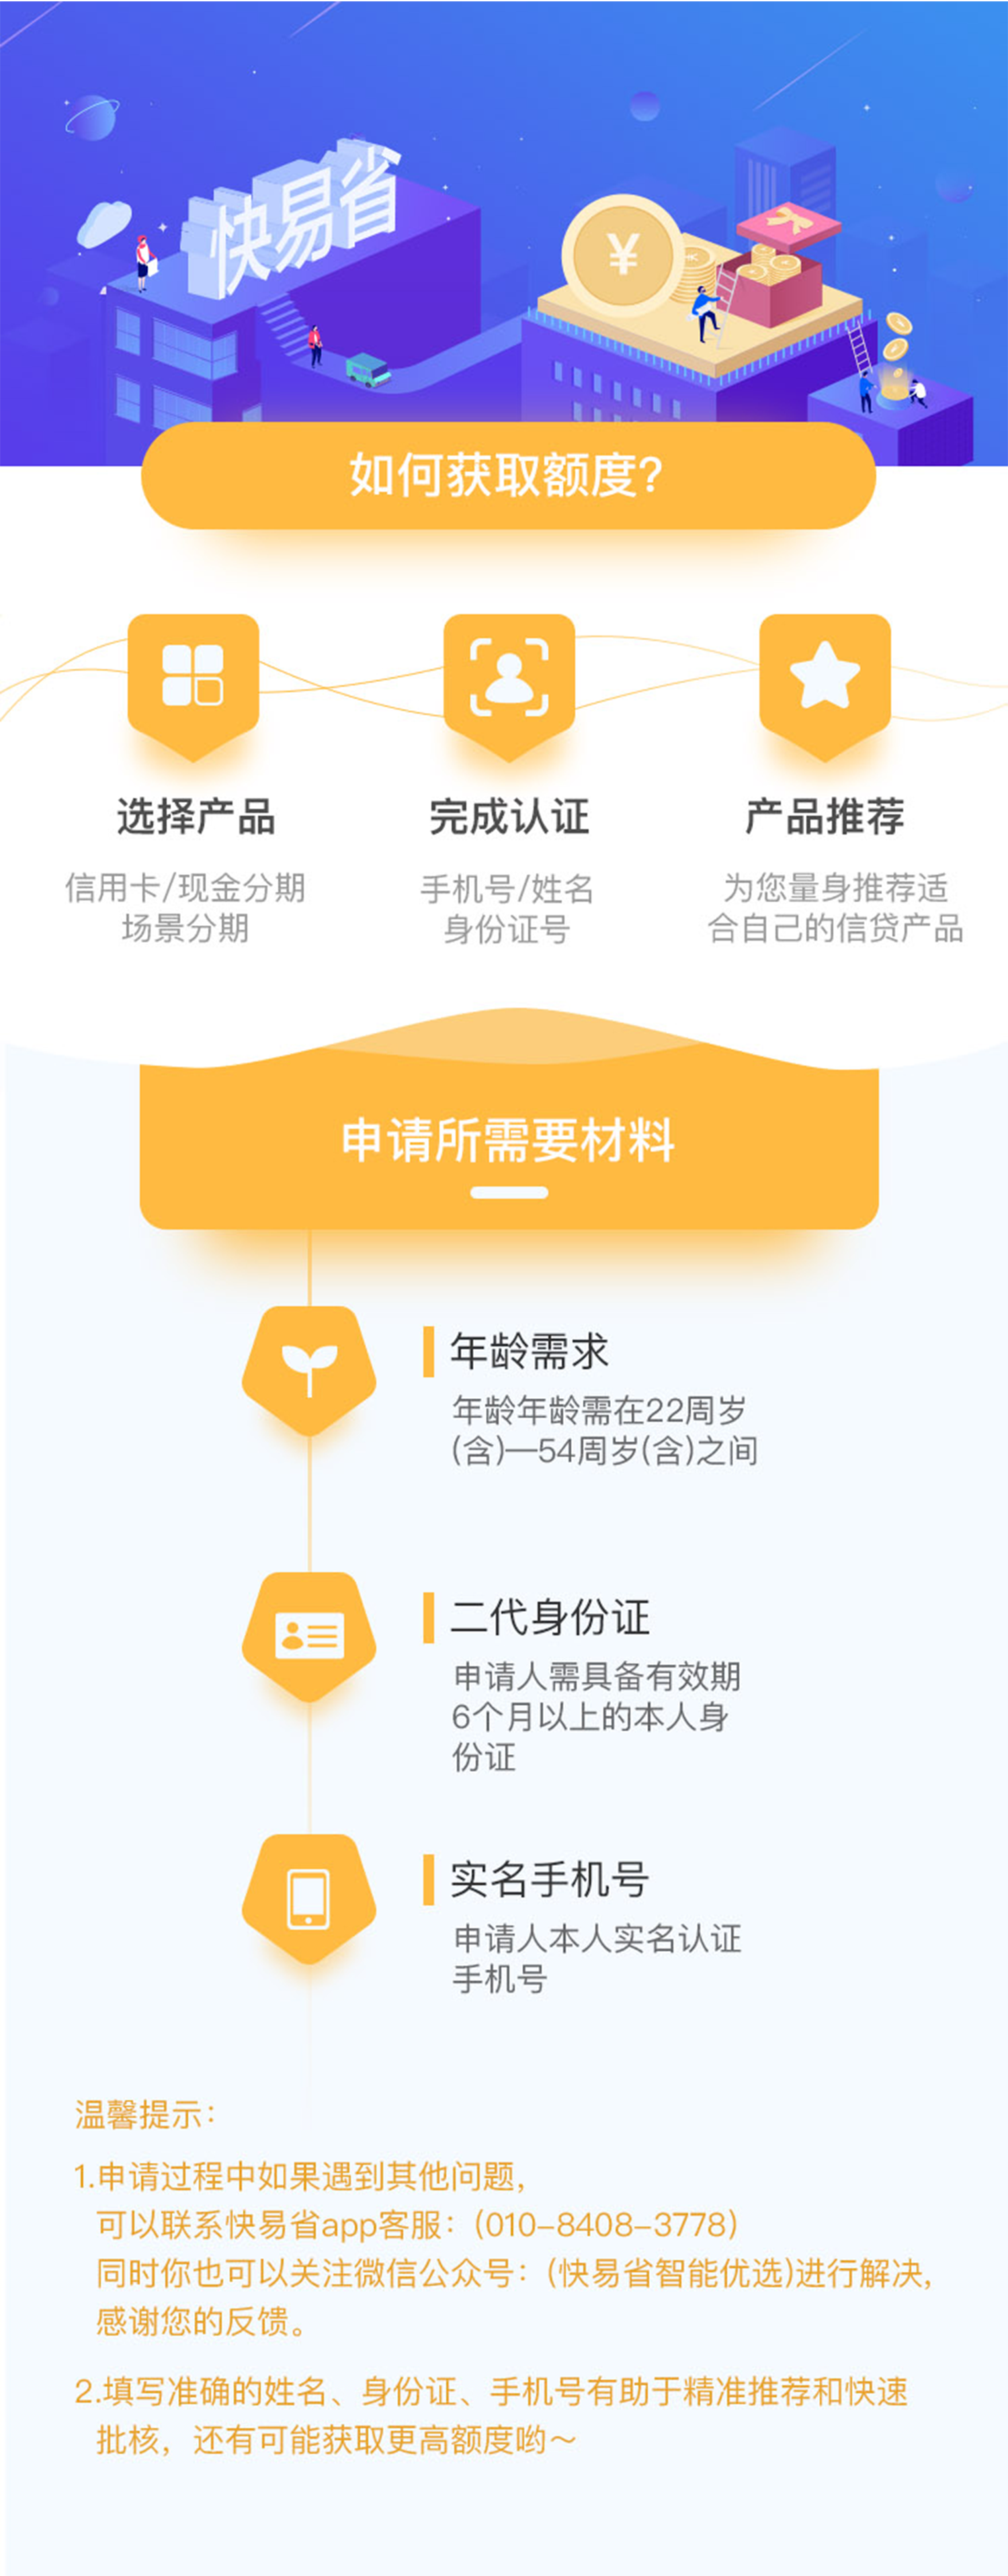 快易省
¥
如何获取额度?
选择产品
信用卡/现金分期
场景分期
完成认证
手机号/姓名
身份证号
产品推荐
为您量身推荐适
合自己的信贷产品
申请所需要材料
年龄需求
年龄年龄需在22周岁
(含)—54周岁(含)之间
二代身份证
申请人需具备有效期
6个月以上的本人身
份证
实名手机号
申请人本人实名认证
手机号
温馨提示：
1.申请过程中如果遇到其他问题，
可以联系快易省app客服：(010-8408-3778)
同时你也可以关注微信公众号：(快易省智能优选)进行解决，
感谢您的反馈。
2.填写准确的姓名、身份证、手机号有助于精准推荐和快速
批核，还有可能获取更高额度哟～